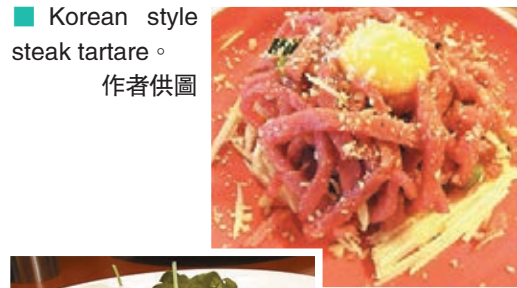 ■ Korean style
steak tartare。
作者供圖